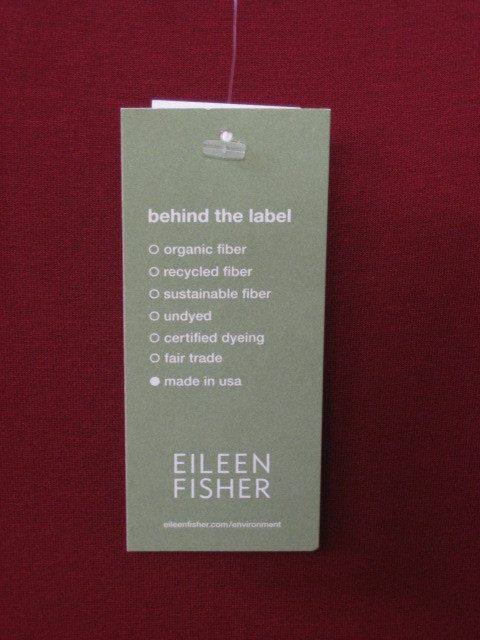 behind the label
organic fiber
recycled fiber
sustainable fiber
undyed
certified dyeing
fair trade
made in usa
EILEEN
FISHER
eileenfisher.com/environment